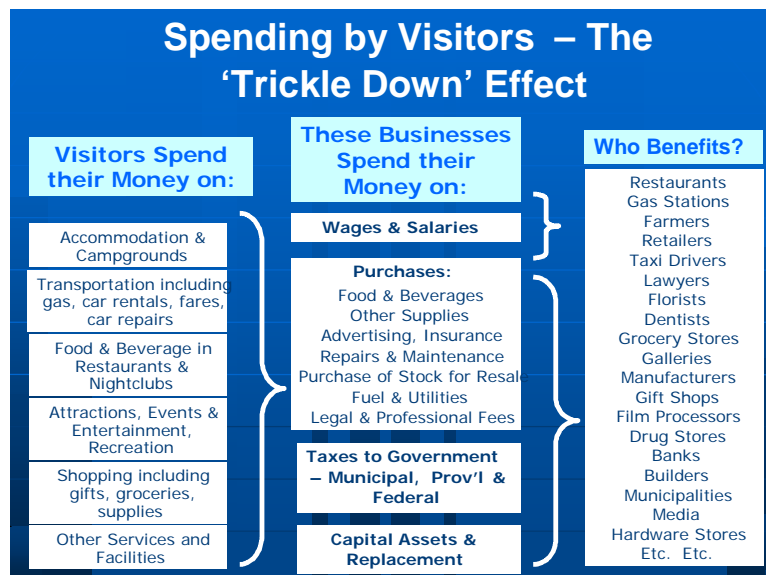 Spending by Visitors – The
‘Trickle Down’ Effect
Visitors Spend
their Money on:
Accommodation &
Campgrounds
Transportation including
gas, car rentals, fares,
car repairs
Food & Beverage in
Restaurants &
Nightclubs
Attractions, Events &
Entertainment,
Recreation
Shopping including
gifts, groceries,
supplies
Other Services and
Facilities
These Businesses
Spend their
Money on:
Wages & Salaries
Purchases:
Food & Beverages
Other Supplies
Advertising, Insurance
Repairs & Maintenance
Purchase of Stock for Resale
Fuel & Utilities
Legal & Professional Fees
Taxes to Government
– Municipal, Prov’l &
Federal
Capital Assets &
Replacement
Who Benefits?
Restaurants
Gas Stations
Farmers
Retailers
Taxi Drivers
Lawyers
Florists
Dentists
Grocery Stores
Galleries
Manufacturers
Gift Shops
Film Processors
Drug Stores
Banks
Builders
Municipalities
Media
Hardware Stores
Etc. Etc.